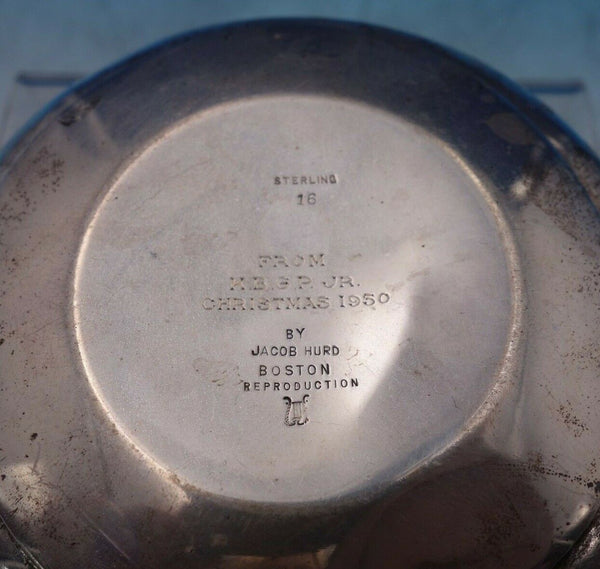 STERLING
16
FROM
H.B.G.P. JR.
CHRISTMAS 1950
BY
JACOB HURD
BOSTON
REPRODUCTION